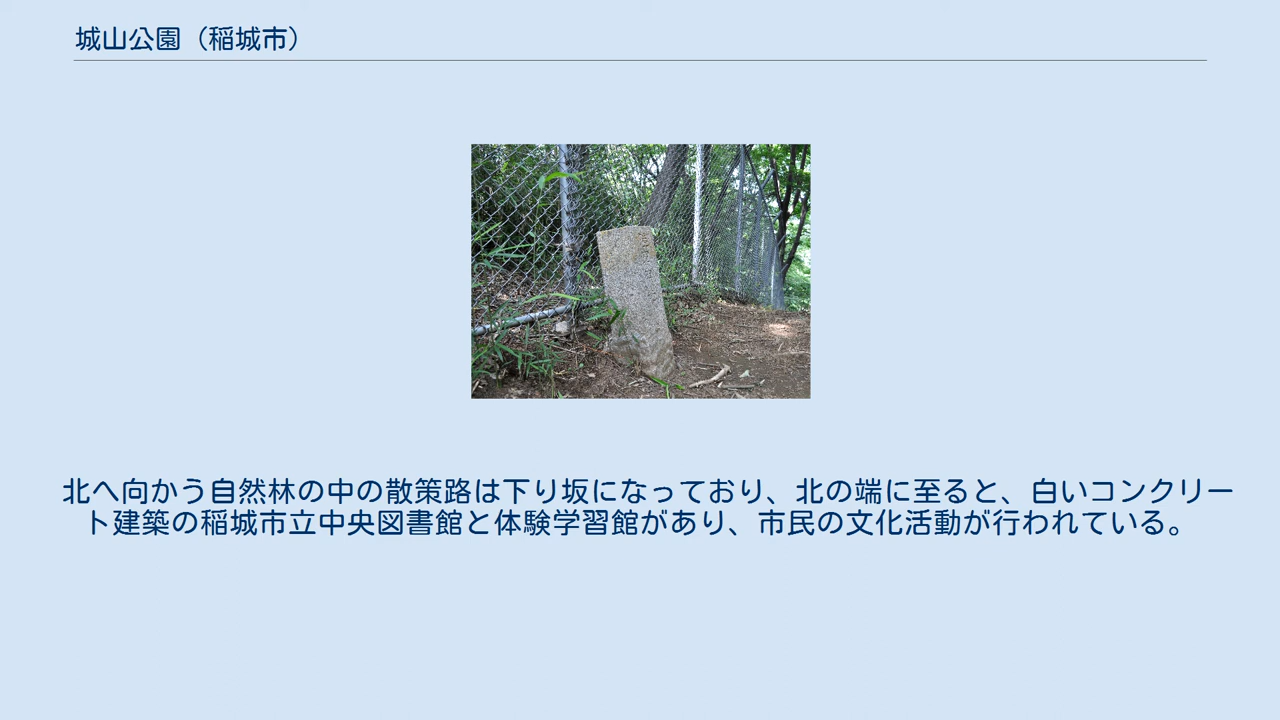 城山公園（稲城市）
北へ向かう自然林の中の散策路は下り坂になっており、北の端に至ると、白いコンクリー
ト建築の稲城市立中央図書館と体験学習館があり、市民の文化活動が行われている。